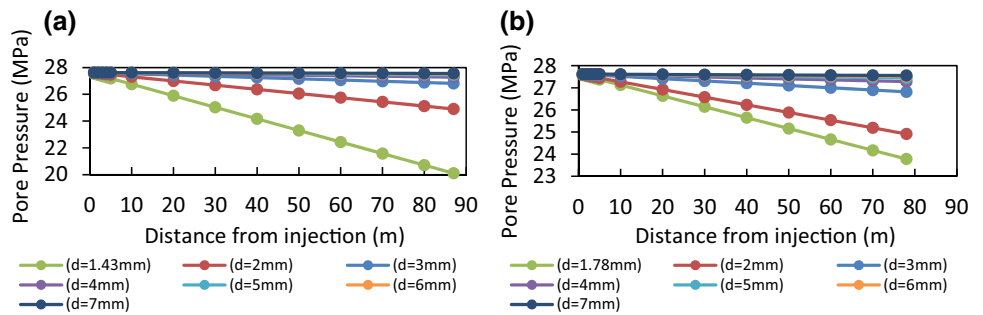 (a)
Pore Pressure (MPa)
28
26
24
22
20
0 10 20 30 40 50 60 70 80 90
Distance from injection (m)
(d=1.43mm) (d=2mm) (d=3mm)
(d=4mm) (d=5mm) (d=6mm)
(d=7mm)
(b)
Pore Pressure (MPa)
28
27
26
25
24
23
0 10 20 30 40 50 60 70 80 90
Distance from injection (m)
(d=1.78mm) (d=2mm) (d=3mm)
(d=4mm) (d=5mm) (d=6mm)
(d=7mm)